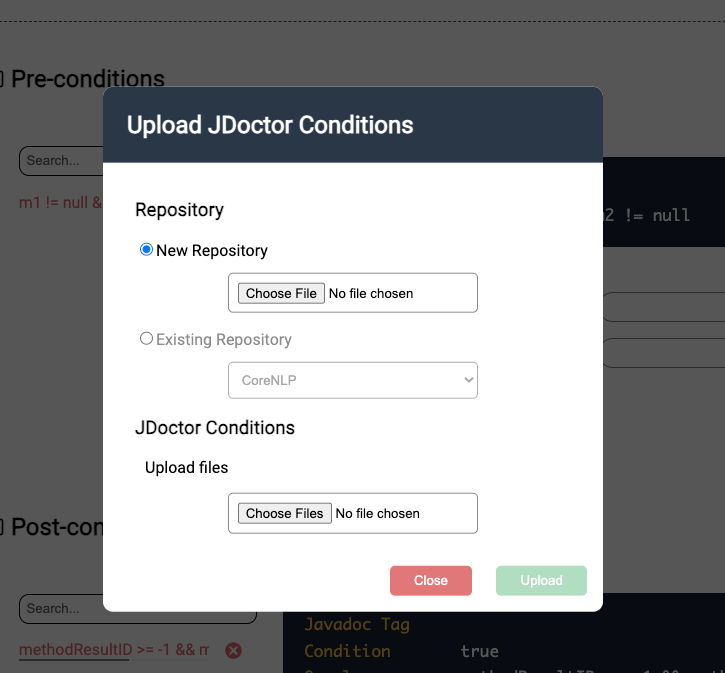 Pre-conditions
Upload JDoctor Conditions
Search...
m1 != null &
!= null
Repository
New Repository
Choose File No file chosen
Existing Repository
CoreNLP
JDoctor Conditions
Upload files
Choose Files No file chosen
Post-con
Close
Upload
Search...
methodResultID >= -1 && m
Javadoc Tag
Condition true